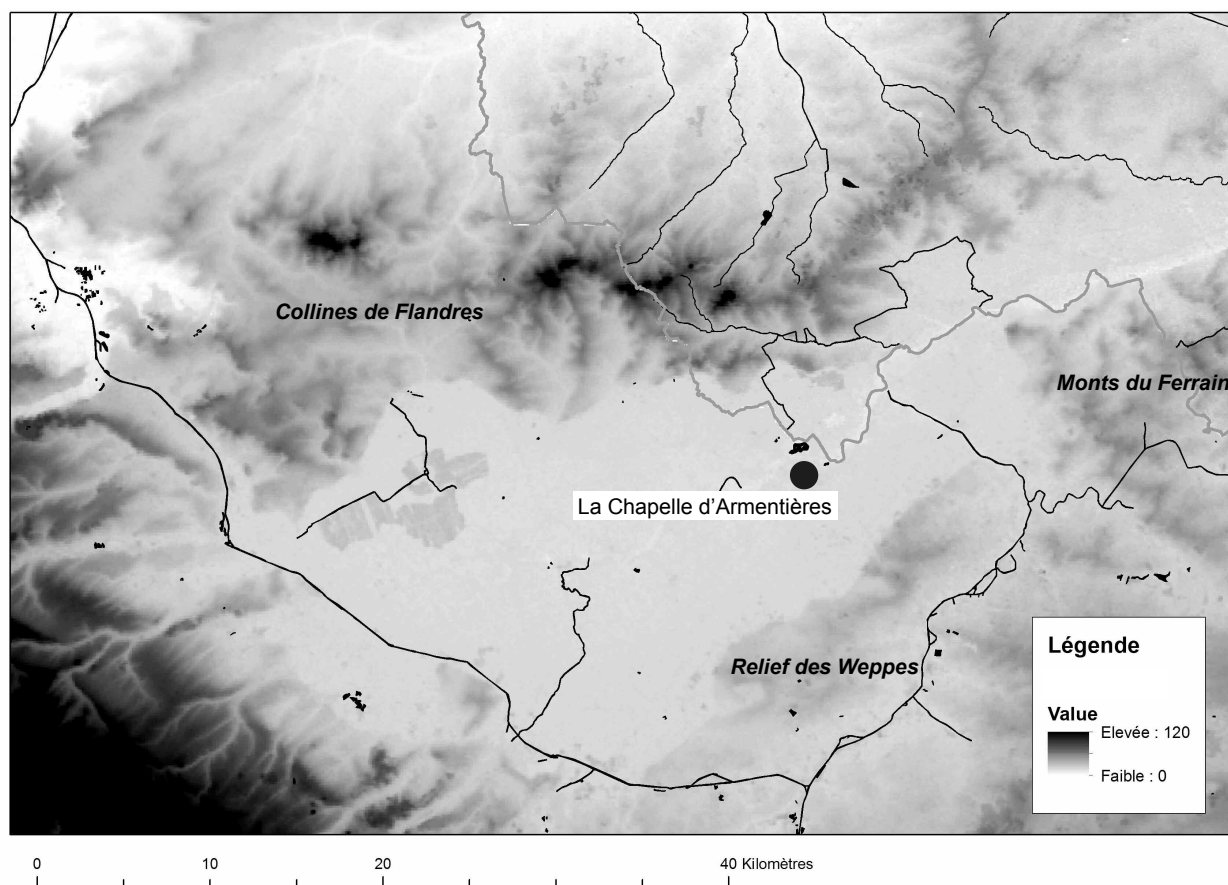 Collines de Flandres
Monts du Ferrain
La Chapelle d'Armentières
Relief des Weppes
Légende
Value
Elevée : 120
Faible : 0
0 10 20 40 Kilomètres